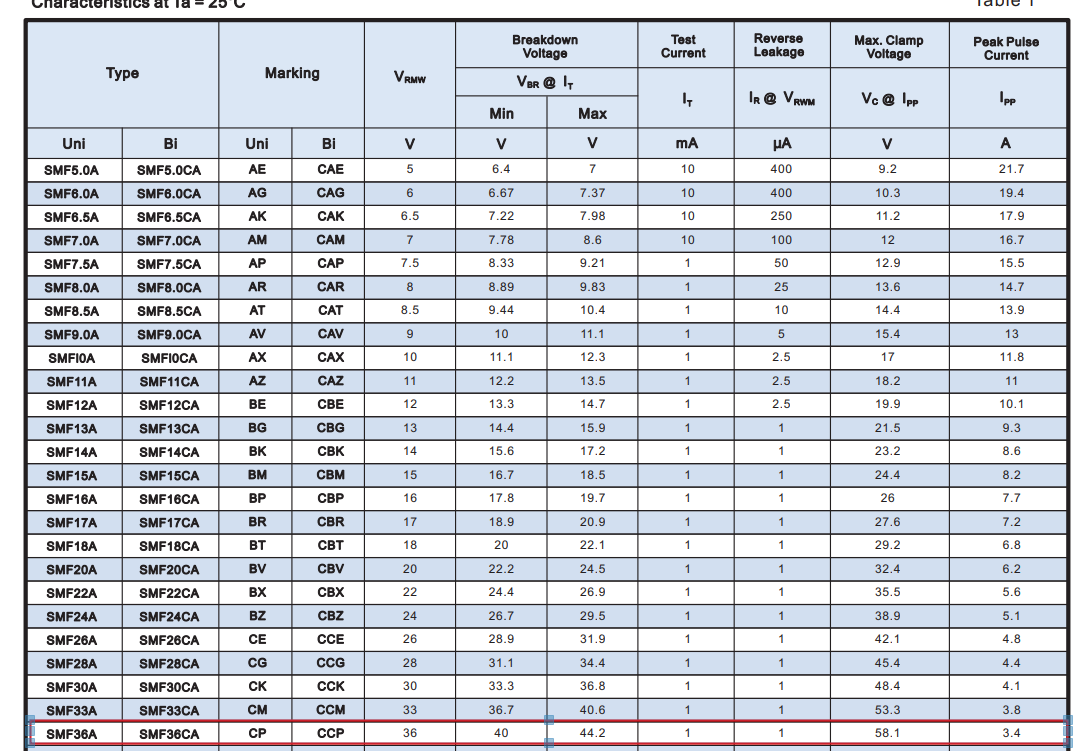 Characteristics at Ta = 25°C
Table 1
Type Marking VRMW Breakdown Voltage Test Current Reverse Leakage Max. Clamp Voltage Peak Pulse Current
VBR @ IT IT IR @ VRWM VC @ IPP IPP
Min Max
Uni Bi Uni Bi V V V mA µA V A
SMF5.0A SMF5.0CA AE CAE 5 6.4 7 10 400 9.2 21.7
SMF6.0A SMF6.0CA AG CAG 6 6.67 7.37 10 400 10.3 19.4
SMF6.5A SMF6.5CA AK CAK 6.5 7.22 7.98 10 250 11.2 17.9
SMF7.0A SMF7.0CA AM CAM 7 7.78 8.6 10 100 12 16.7
SMF7.5A SMF7.5CA AP CAP 7.5 8.33 9.21 1 50 12.9 15.5
SMF8.0A SMF8.0CA AR CAR 8 8.89 9.83 1 25 13.6 14.7
SMF8.5A SMF8.5CA AT CAT 8.5 9.44 10.4 1 10 14.4 13.9
SMF9.0A SMF9.0CA AV CAV 9 10 11.1 1 5 15.4 13
SMFI0A SMFI0CA AX CAX 10 11.1 12.3 1 2.5 17 11.8
SMF11A SMF11CA AZ CAZ 11 12.2 13.5 1 2.5 18.2 11
SMF12A SMF12CA BE CBE 12 13.3 14.7 1 2.5 19.9 10.1
SMF13A SMF13CA BG CBG 13 14.4 15.9 1 1 21.5 9.3
SMF14A SMF14CA BK CBK 14 15.6 17.2 1 1 23.2 8.6
SMF15A SMF15CA BM CBM 15 16.7 18.5 1 1 24.4 8.2
SMF16A SMF16CA BP CBP 16 17.8 19.7 1 1 26 7.7
SMF17A SMF17CA BR CBR 17 18.9 20.9 1 1 27.6 7.2
SMF18A SMF18CA BT CBT 18 20 22.1 1 1 29.2 6.8
SMF20A SMF20CA BV CBV 20 22.2 24.5 1 1 32.4 6.2
SMF22A SMF22CA BX CBX 22 24.4 26.9 1 1 35.5 5.6
SMF24A SMF24CA BZ CBZ 24 26.7 29.5 1 1 38.9 5.1
SMF26A SMF26CA CE CCE 26 28.9 31.9 1 1 42.1 4.8
SMF28A SMF28CA CG CCG 28 31.1 34.4 1 1 45.4 4.4
SMF30A SMF30CA CK CCK 30 33.3 36.8 1 1 48.4 4.1
SMF33A SMF33CA CM CCM 33 36.7 40.6 1 1 53.3 3.8
SMF36A SMF36CA CP CCP 36 40 44.2 1 1 58.1 3.4